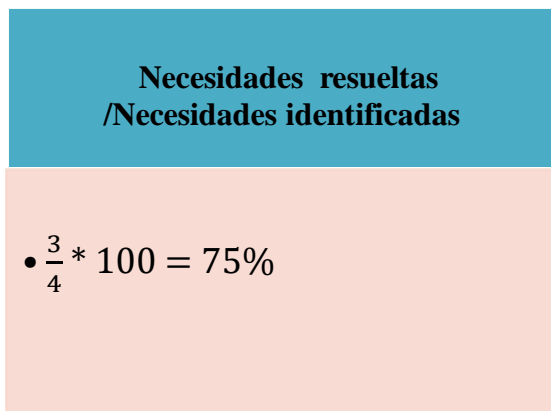 Necesidades resueltas
/Necesidades identificadas
• 3/4 * 100 = 75%